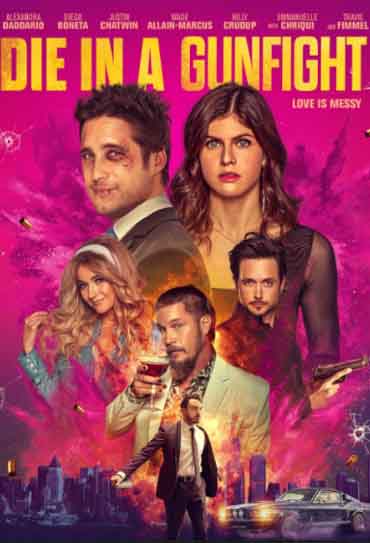 ALEXANDRA DADDARIO DIEGO BONETA JUSTIN CHATWIN WADE ALLAIN-MARCUS BILLY CRUDUP WITH EMMANUELLE CHRIQUI AND TRAVIS FIMMEL
DIE IN A GUNFIGHT
LOVE IS MESSY